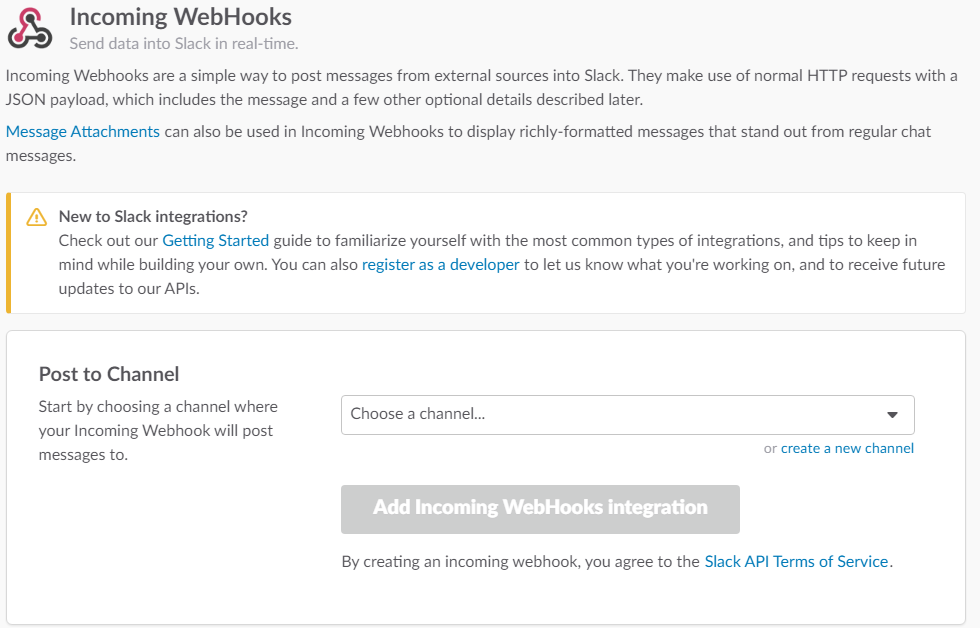 Incoming WebHooks
Send data into Slack in real-time.
Incoming Webhooks are a simple way to post messages from external sources into Slack. They make use of normal HTTP requests with a
JSON payload, which includes the message and a few other optional details described later.
Message Attachments can also be used in Incoming Webhooks to display richly-formatted messages that stand out from regular chat
messages.
New to Slack integrations?
Check out our Getting Started guide to familiarize yourself with the most common types of integrations, and tips to keep in
mind while building your own. You can also register as a developer to let us know what you're working on, and to receive future
updates to our APIs.
Post to Channel
Start by choosing a channel where
your Incoming Webhook will post
messages to.
Choose a channel...
or create a new channel
Add Incoming WebHooks integration
By creating an incoming webhook, you agree to the Slack API Terms of Service.